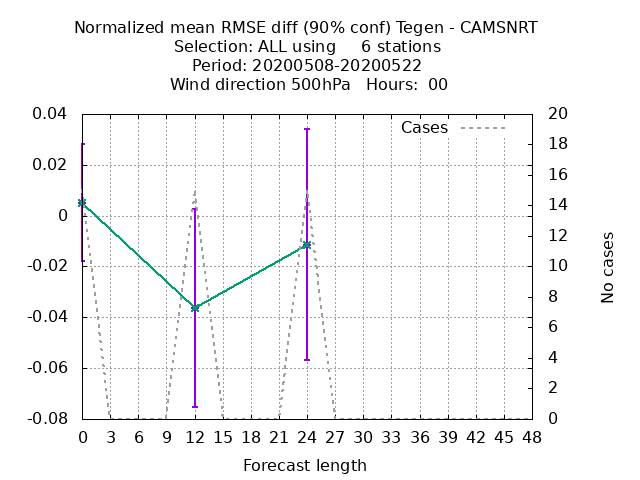 Normalized mean RMSE diff (90% conf) Tegen - CAMSNRT
Selection: ALL using     6 stations
Period: 20200508-20200522
Wind direction 500hPa   Hours:  00
Cases
0.04
0.02
0
-0.02
-0.04
-0.06
-0.08
20
18
16
14
12
10
8
6
4
2
0
No cases
0 3 6 9 12 15 18 21 24 27 30 33 36 39 42 45 48
Forecast length